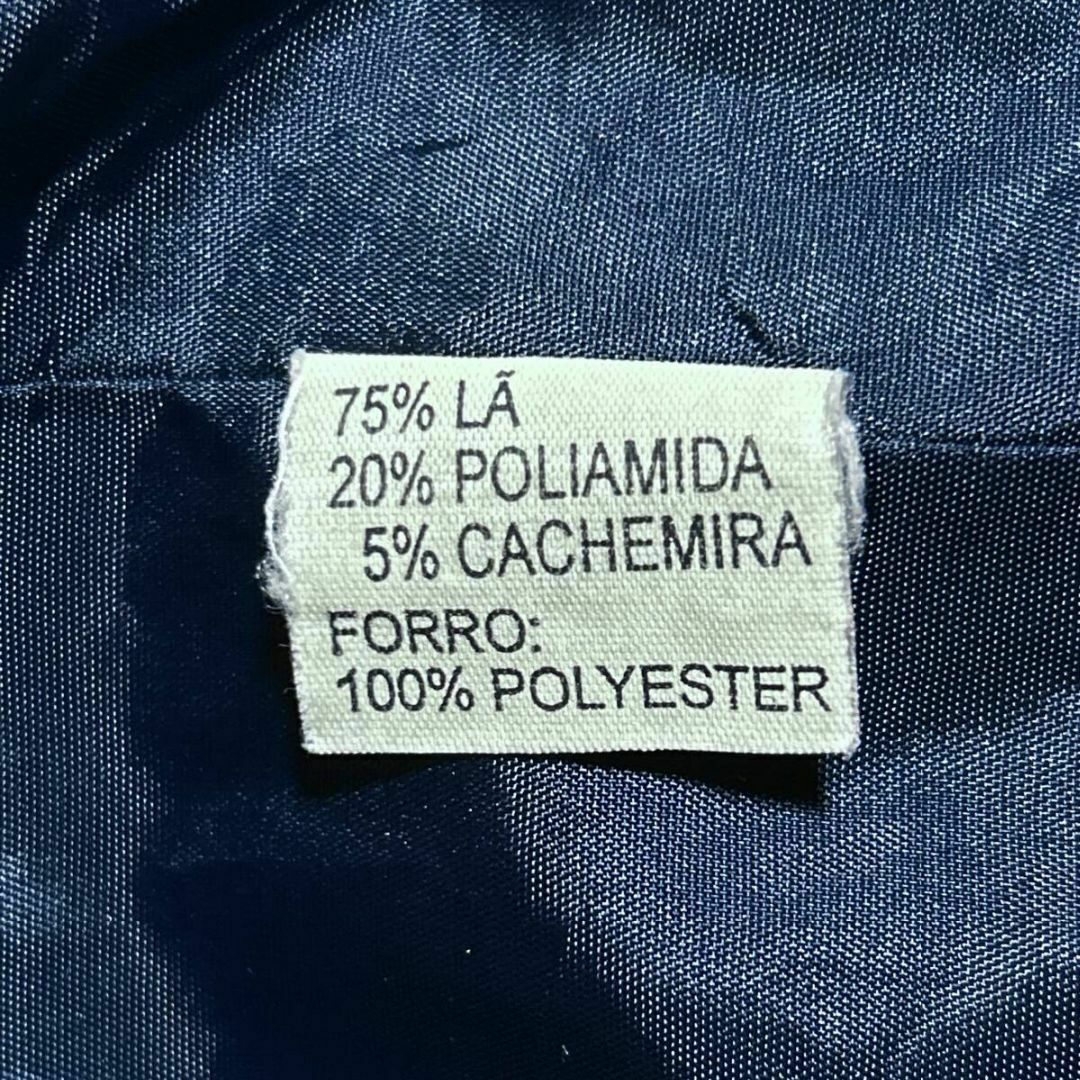 75% LÃ
20% POLIAMIDA
5% CACHEMIRA
FORRO:
100% POLYESTER